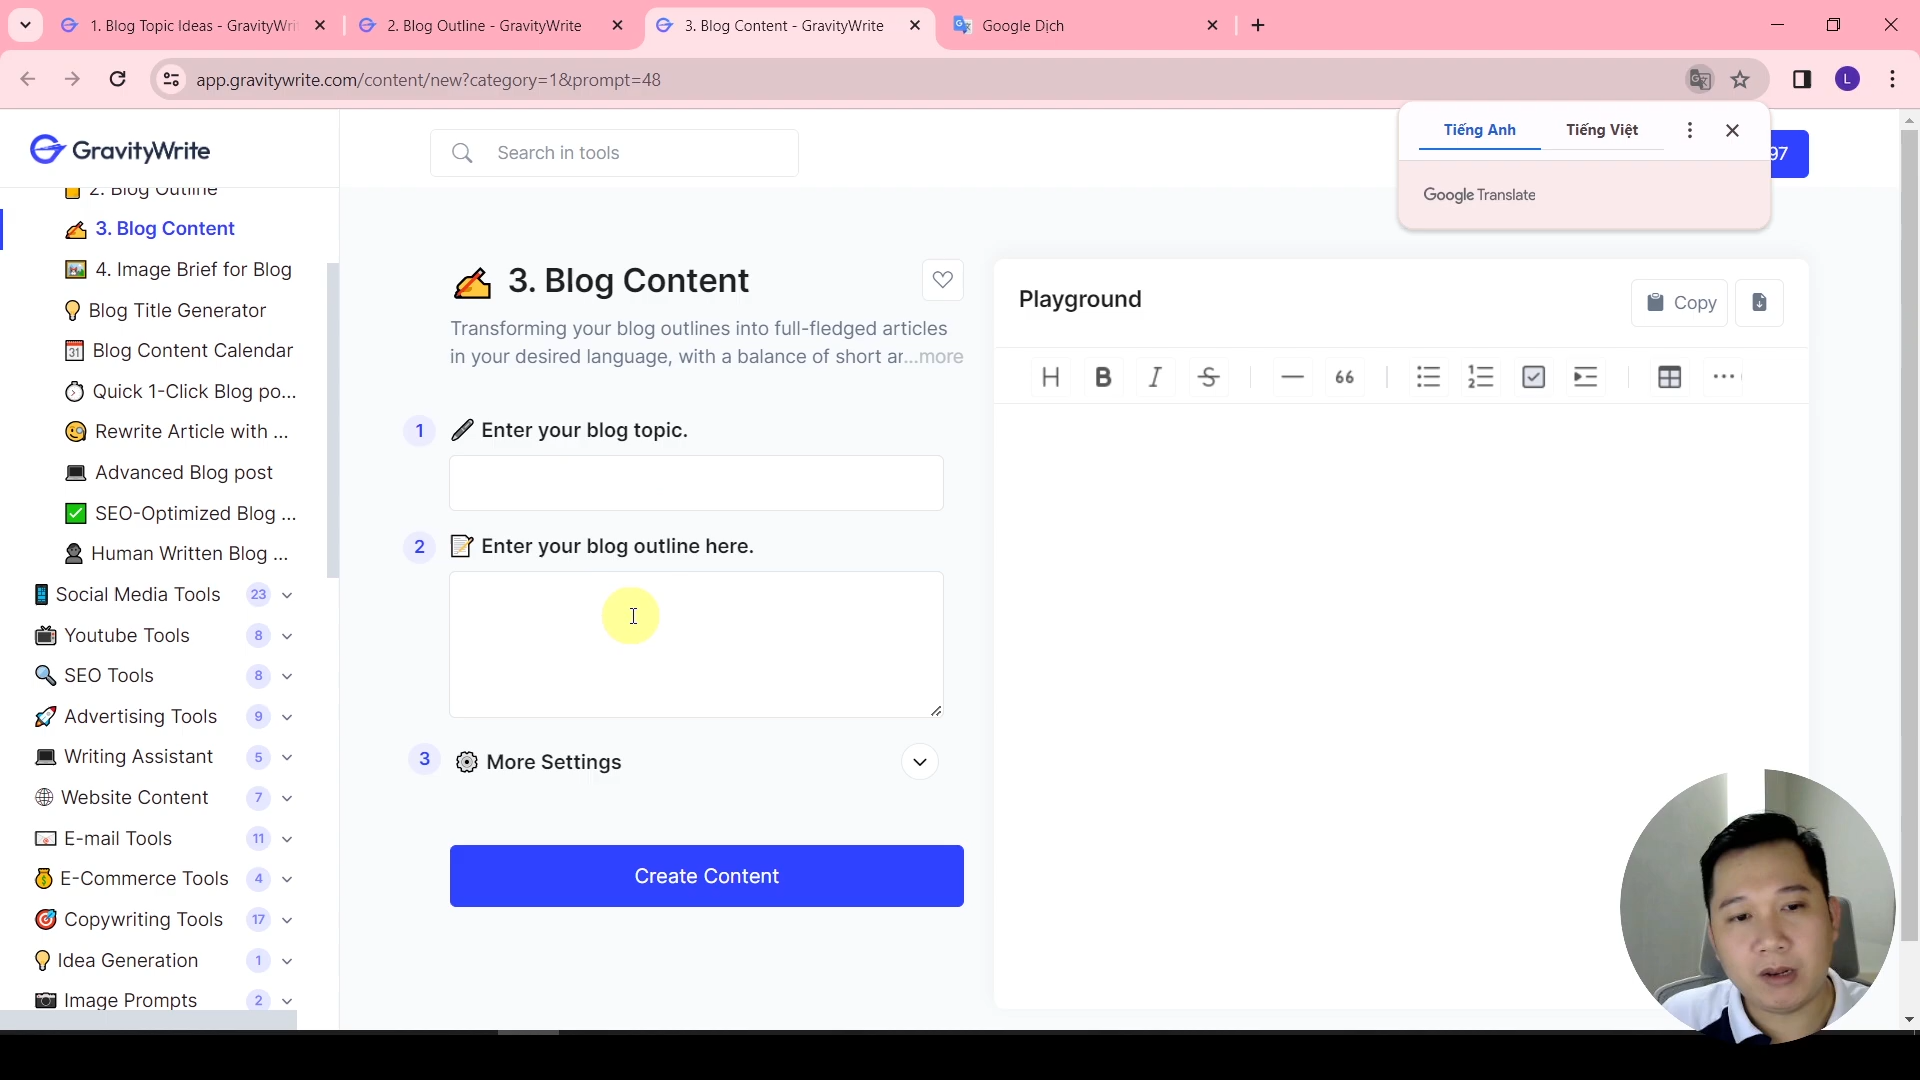 1. Blog Topic Ideas - GravityWri
2. Blog Outline - GravityWrite
3. Blog Content - GravityWrite
Google Dịch
app.gravitywrite.com/content/new?category=1&prompt=48
L
Tiếng Anh
Tiếng Việt
Google Translate
97
GravityWrite
Search in tools
2. Blog Outline
3. Blog Content
4. Image Brief for Blog
Blog Title Generator
Blog Content Calendar
Quick 1-Click Blog po...
Rewrite Article with ...
Advanced Blog post
SEO-Optimized Blog ...
Human Written Blog ...
Social Media Tools 23
Youtube Tools 8
SEO Tools 8
Advertising Tools 9
Writing Assistant 5
Website Content 7
E-mail Tools 11
E-Commerce Tools 4
Copywriting Tools 17
Idea Generation 1
Image Prompts 2
3. Blog Content
Transforming your blog outlines into full-fledged articles
in your desired language, with a balance of short ar...more
1 Enter your blog topic.
2 Enter your blog outline here.
3 More Settings
Create Content
Playground
Copy